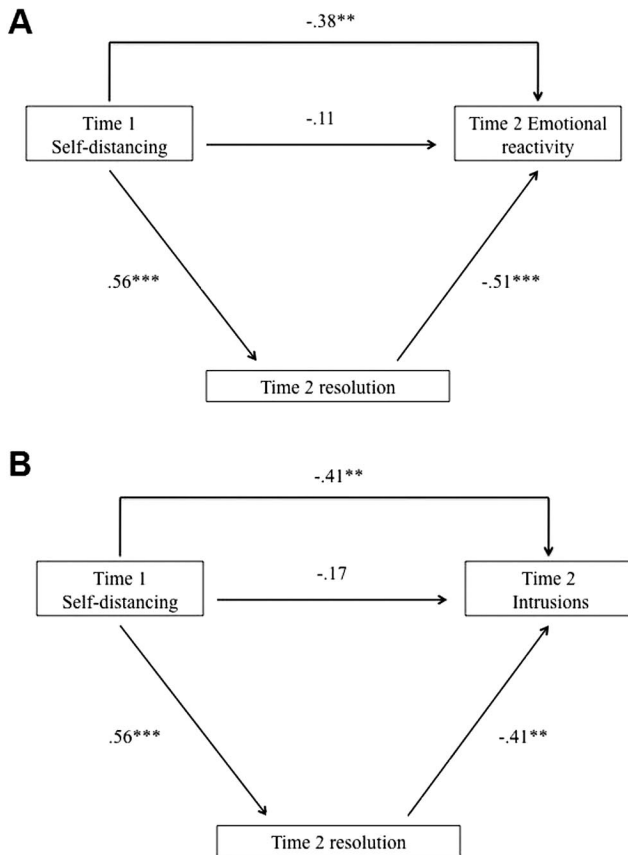 A
-.38**
Time 1
Self-distancing
-.11
Time 2 Emotional
reactivity
.56***
-.51***
Time 2 resolution
B
-.41**
Time 1
Self-distancing
-.17
Time 2
Intrusions
.56***
-.41**
Time 2 resolution